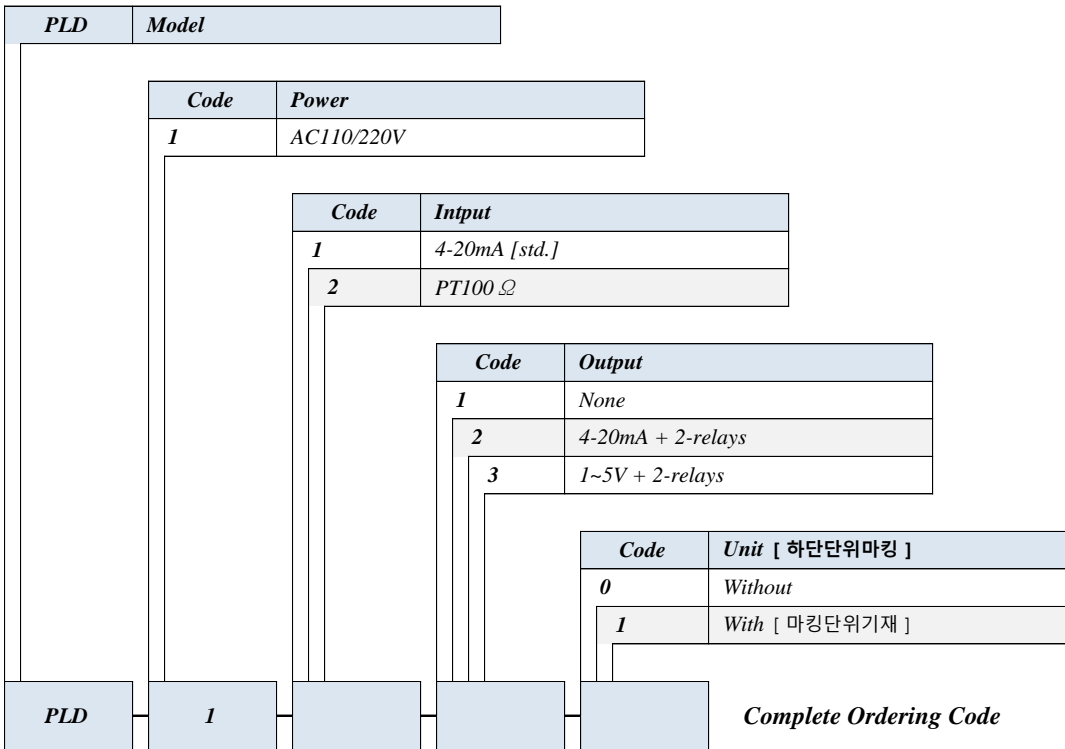 PLD Model
Code Power
1 AC110/220V
Code Intput
1 4-20mA [std.]
2 PT100 Ω
Code Output
1 None
2 4-20mA + 2-relays
3 1~5V + 2-relays
Code Unit [ 하단단위마킹 ]
0 Without
1 With [ 마킹단위기재 ]
PLD 1 Complete Ordering Code